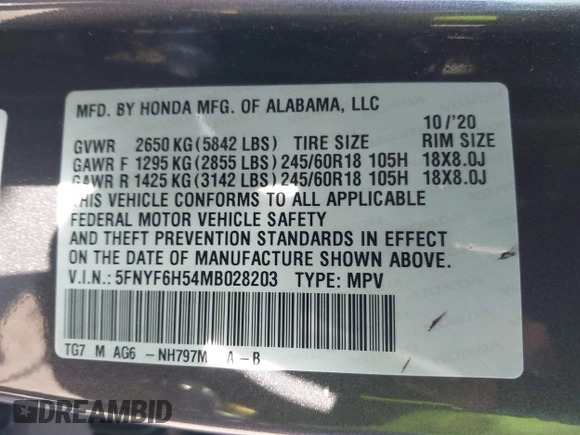 MFD. BY HONDA MFG. OF ALABAMA, LLC
10/'20
GVWR 2650 KG (5842 LBS) TIRE SIZE RIM SIZE
GAWR F 1295 KG (2855 LBS) 245/60R18 105H 18X8.0J
GAWR R 1425 KG (3142 LBS) 245/60R18 105H 18X8.0J
THIS VEHICLE CONFORMS TO ALL APPLICABLE
FEDERAL MOTOR VEHICLE SAFETY
AND THEFT PREVENTION STANDARDS IN EFFECT
ON THE DATE OF MANUFACTURE SHOWN ABOVE.
V.I.N.: 5FNYF6H54MB028203 TYPE: MPV
TG7 M AG6 -NH797M A -B
DREAMBID